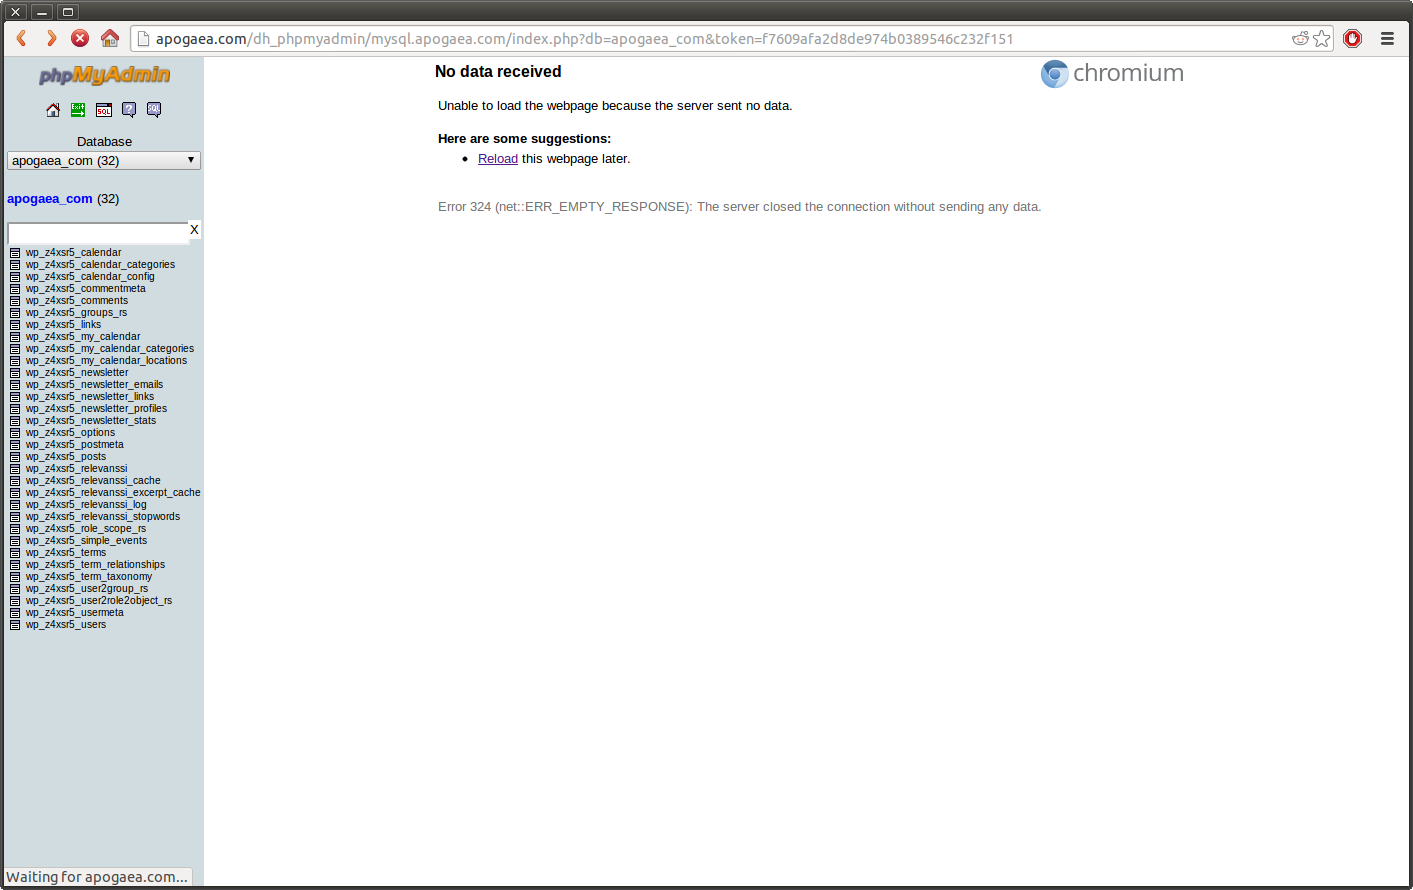 apogaea.com/dh_phpmyadmin/mysql.apogaea.com/index.php?db=apogaea_com&token=f7609afa2d8de974b0389546c232f151
phpMyAdmin
Exit
SQL
?
SQL
Database
apogaea_com (32)
apogaea_com (32)
X
wp_z4xsr5_calendar
wp_z4xsr5_calendar_categories
wp_z4xsr5_calendar_config
wp_z4xsr5_commentmeta
wp_z4xsr5_comments
wp_z4xsr5_groups_rs
wp_z4xsr5_links
wp_z4xsr5_my_calendar
wp_z4xsr5_my_calendar_categories
wp_z4xsr5_my_calendar_locations
wp_z4xsr5_newsletter
wp_z4xsr5_newsletter_emails
wp_z4xsr5_newsletter_links
wp_z4xsr5_newsletter_profiles
wp_z4xsr5_newsletter_stats
wp_z4xsr5_options
wp_z4xsr5_postmeta
wp_z4xsr5_posts
wp_z4xsr5_relevanssi
wp_z4xsr5_relevanssi_cache
wp_z4xsr5_relevanssi_excerpt_cache
wp_z4xsr5_relevanssi_log
wp_z4xsr5_relevanssi_stopwords
wp_z4xsr5_role_scope_rs
wp_z4xsr5_simple_events
wp_z4xsr5_terms
wp_z4xsr5_term_relationships
wp_z4xsr5_term_taxonomy
wp_z4xsr5_user2group_rs
wp_z4xsr5_user2role2object_rs
wp_z4xsr5_usermeta
wp_z4xsr5_users
Waiting for apogaea.com...
No data received
chromium
Unable to load the webpage because the server sent no data.
Here are some suggestions:
Reload this webpage later.
Error 324 (net::ERR_EMPTY_RESPONSE): The server closed the connection without sending any data.